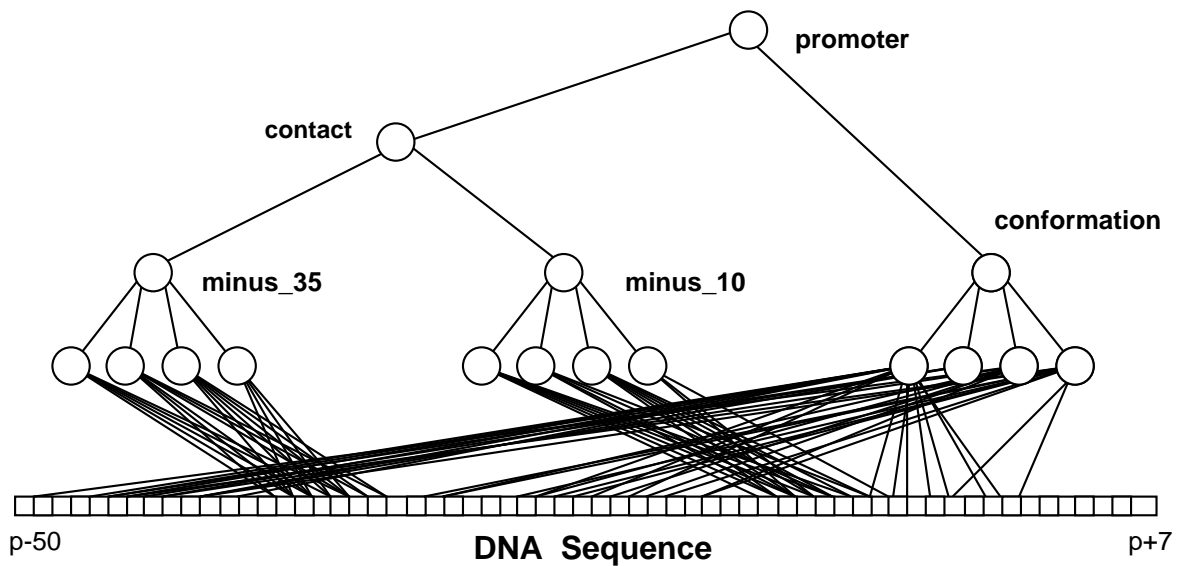 promoter
contact
conformation
minus_35
minus_10
p-50
DNA Sequence
p+7